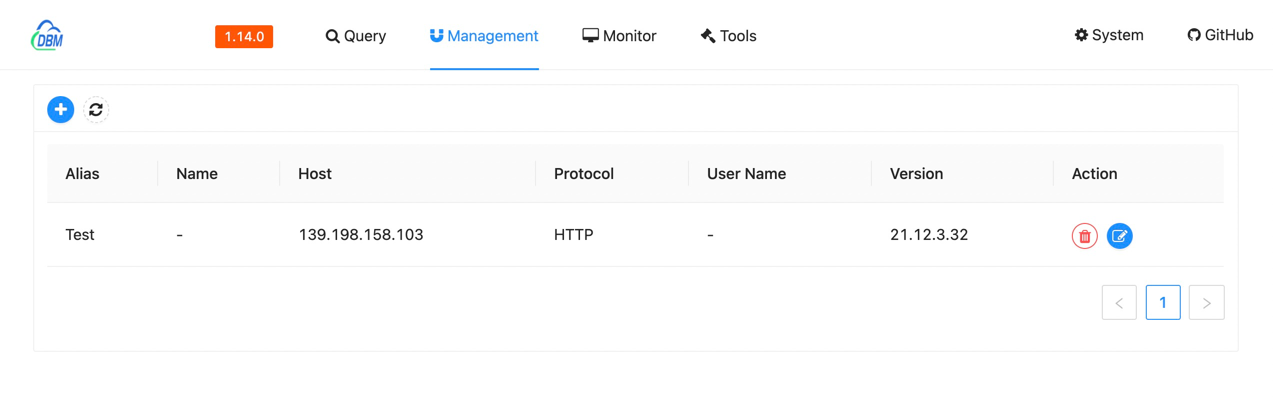 DBM 1.14.0 Query Management Monitor Tools System GitHub
Alias Name Host Protocol User Name Version Action
Test - 139.198.158.103 HTTP - 21.12.3.32
< 1 >